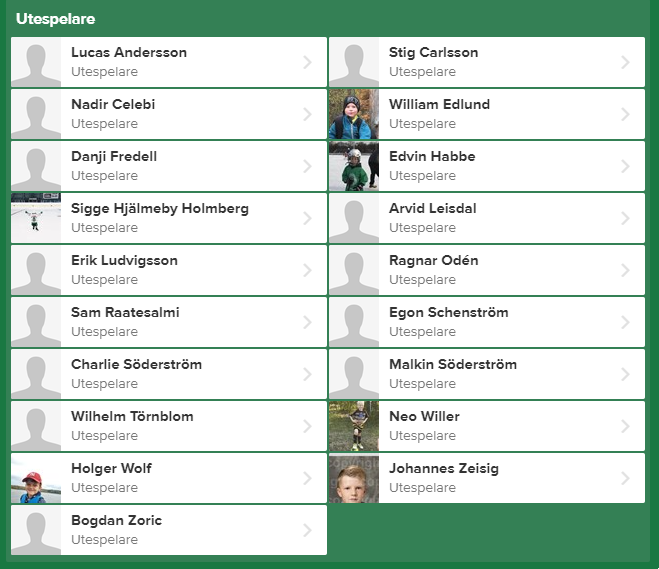 Utespelare
Lucas Andersson
Utespelare
Stig Carlsson
Utespelare
Nadir Celebi
Utespelare
William Edlund
Utespelare
Danji Fredell
Utespelare
Edvin Habbe
Utespelare
Sigge Hjälmeby Holmberg
Utespelare
Arvid Leisdal
Utespelare
Erik Ludvigsson
Utespelare
Ragnar Odén
Utespelare
Sam Raatesalmi
Utespelare
Egon Schenström
Utespelare
Charlie Söderström
Utespelare
Malkin Söderström
Utespelare
Wilhelm Törnblom
Utespelare
Neo Willer
Utespelare
Holger Wolf
Utespelare
Johannes Zeisig
Utespelare
Bogdan Zoric
Utespelare